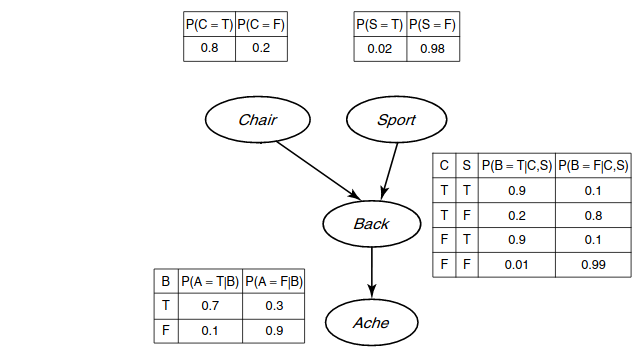 P(C = T) P(C = F)
0.8 0.2
P(S = T) P(S = F)
0.02 0.98
Chair
Sport
C S P(B = T|C,S) P(B = F|C,S)
T T 0.9 0.1
T F 0.2 0.8
F T 0.9 0.1
F F 0.01 0.99
Back
B P(A = T|B) P(A = F|B)
T 0.7 0.3
F 0.1 0.9
Ache